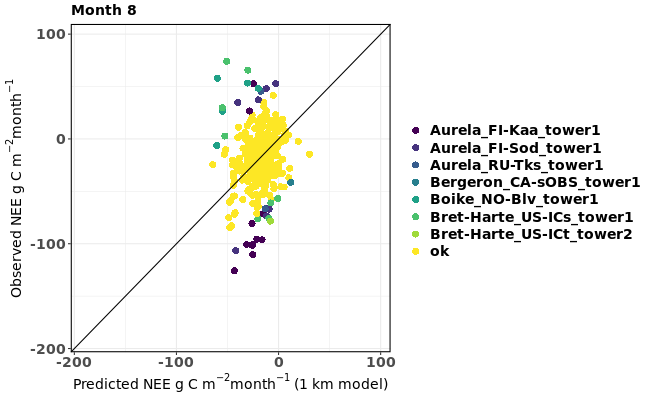 Month 8
100
0
-100
-200
-200 -100 0 100
Observed NEE g C m−2month−1
Predicted NEE g C m−2month−1 (1 km model)
Aurela_FI-Kaa_tower1
Aurela_FI-Sod_tower1
Aurela_RU-Tks_tower1
Bergeron_CA-sOBS_tower1
Boike_NO-Blv_tower1
Bret-Harte_US-ICs_tower1
Bret-Harte_US-ICt_tower2
ok